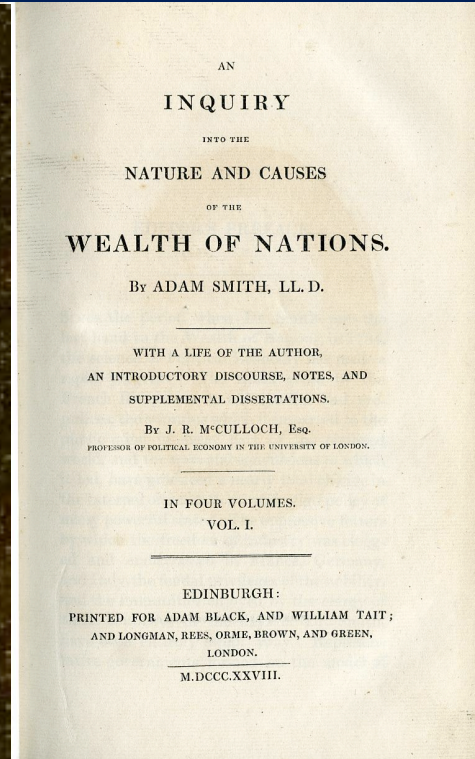 AN
INQUIRY
INTO THE
NATURE AND CAUSES
OF THE
WEALTH OF NATIONS.
By ADAM SMITH, LL. D.
WITH A LIFE OF THE AUTHOR,
AN INTRODUCTORY DISCOURSE, NOTES, AND
SUPPLEMENTAL DISSERTATIONS.
By J. R. McCULLOCH, Esq.
PROFESSOR OF POLITICAL ECONOMY IN THE UNIVERSITY OF LONDON.
IN FOUR VOLUMES.
VOL. I.
EDINBURGH:
PRINTED FOR ADAM BLACK, AND WILLIAM TAIT;
AND LONGMAN, REES, ORME, BROWN, AND GREEN,
LONDON.
M.DCCC.XXVIII.